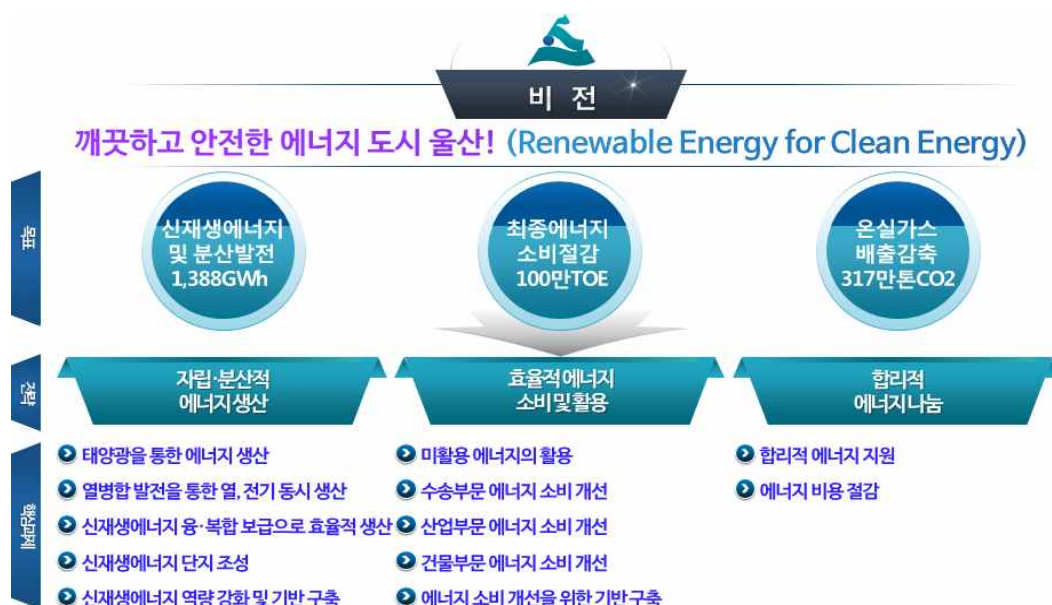 비 전
깨끗하고 안전한 에너지 도시 울산! (Renewable Energy for Clean Energy)
목표
신재생에너지
및 분산발전
1,388GWh
최종에너지
소비절감
100만TOE
온실가스
배출감축
317만톤CO2
전략
자립·분산적
에너지생산
효율적에너지
소비및활용
합리적
에너지나눔
핵심과제
태양광을 통한 에너지 생산
열병합 발전을 통한 열, 전기 동시 생산
신재생에너지 융·복합 보급으로 효율적 생산
신재생에너지 단지 조성
신재생에너지 역량 강화 및 기반 구축
미활용 에너지의 활용
수송부문 에너지 소비 개선
산업부문 에너지 소비 개선
건물부문 에너지 소비 개선
에너지 소비 개선을 위한 기반 구축
합리적 에너지 지원
에너지 비용 절감